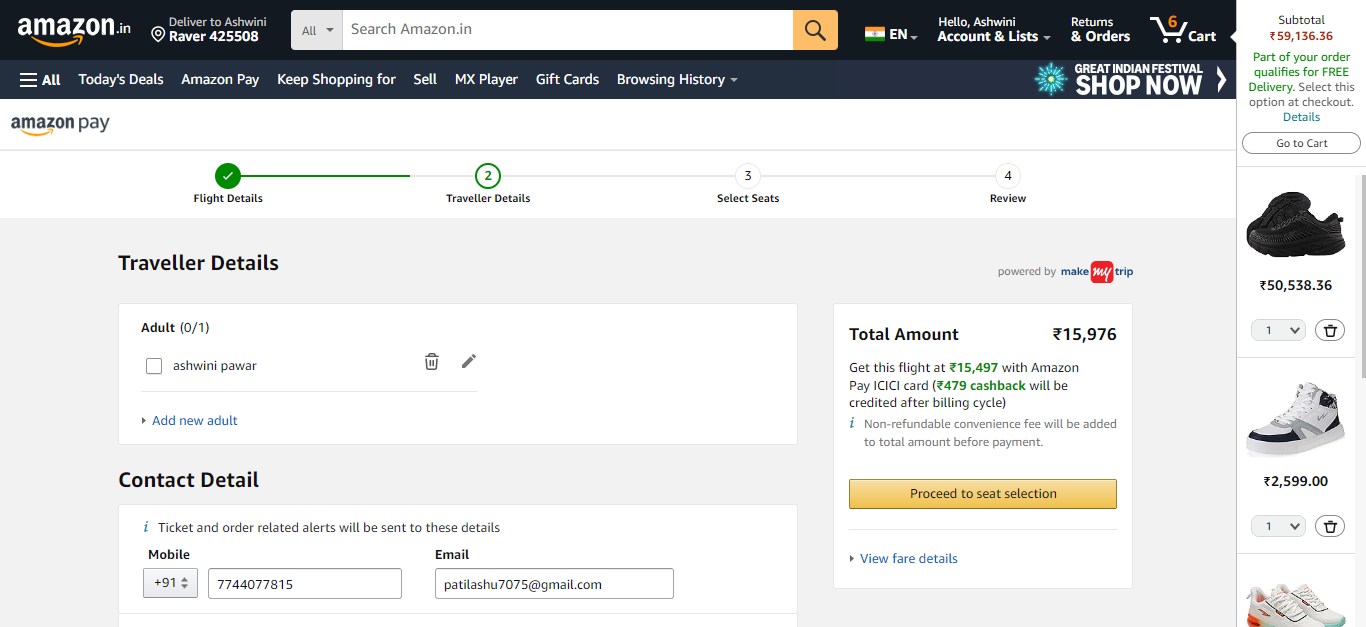 amazon.in
Deliver to Ashwini
Raver 425508
All
Search Amazon.in
EN
Hello, Ashwini
Account & Lists
Returns
& Orders
6
Cart
All
Today's Deals
Amazon Pay
Keep Shopping for
Sell
MX Player
Gift Cards
Browsing History
GREAT INDIAN FESTIVAL
SHOP NOW
Subtotal
₹59,136.36
Part of your order
qualifies for FREE
Delivery. Select this
option at checkout.
Details
Go to Cart
amazon pay
2
3
4
Flight Details
Traveller Details
Select Seats
Review
Traveller Details
powered by make my trip
Adult (0/1)
ashwini pawar
Add new adult
Total Amount
₹15,976
Get this flight at ₹15,497 with Amazon
Pay ICICI card (₹479 cashback will be
credited after billing cycle)
i Non-refundable convenience fee will be added
to total amount before payment.
Proceed to seat selection
View fare details
Contact Detail
i Ticket and order related alerts will be sent to these details
Mobile
Email
+91
7744077815
patilashu7075@gmail.com
₹50,538.36
1
₹2,599.00
1